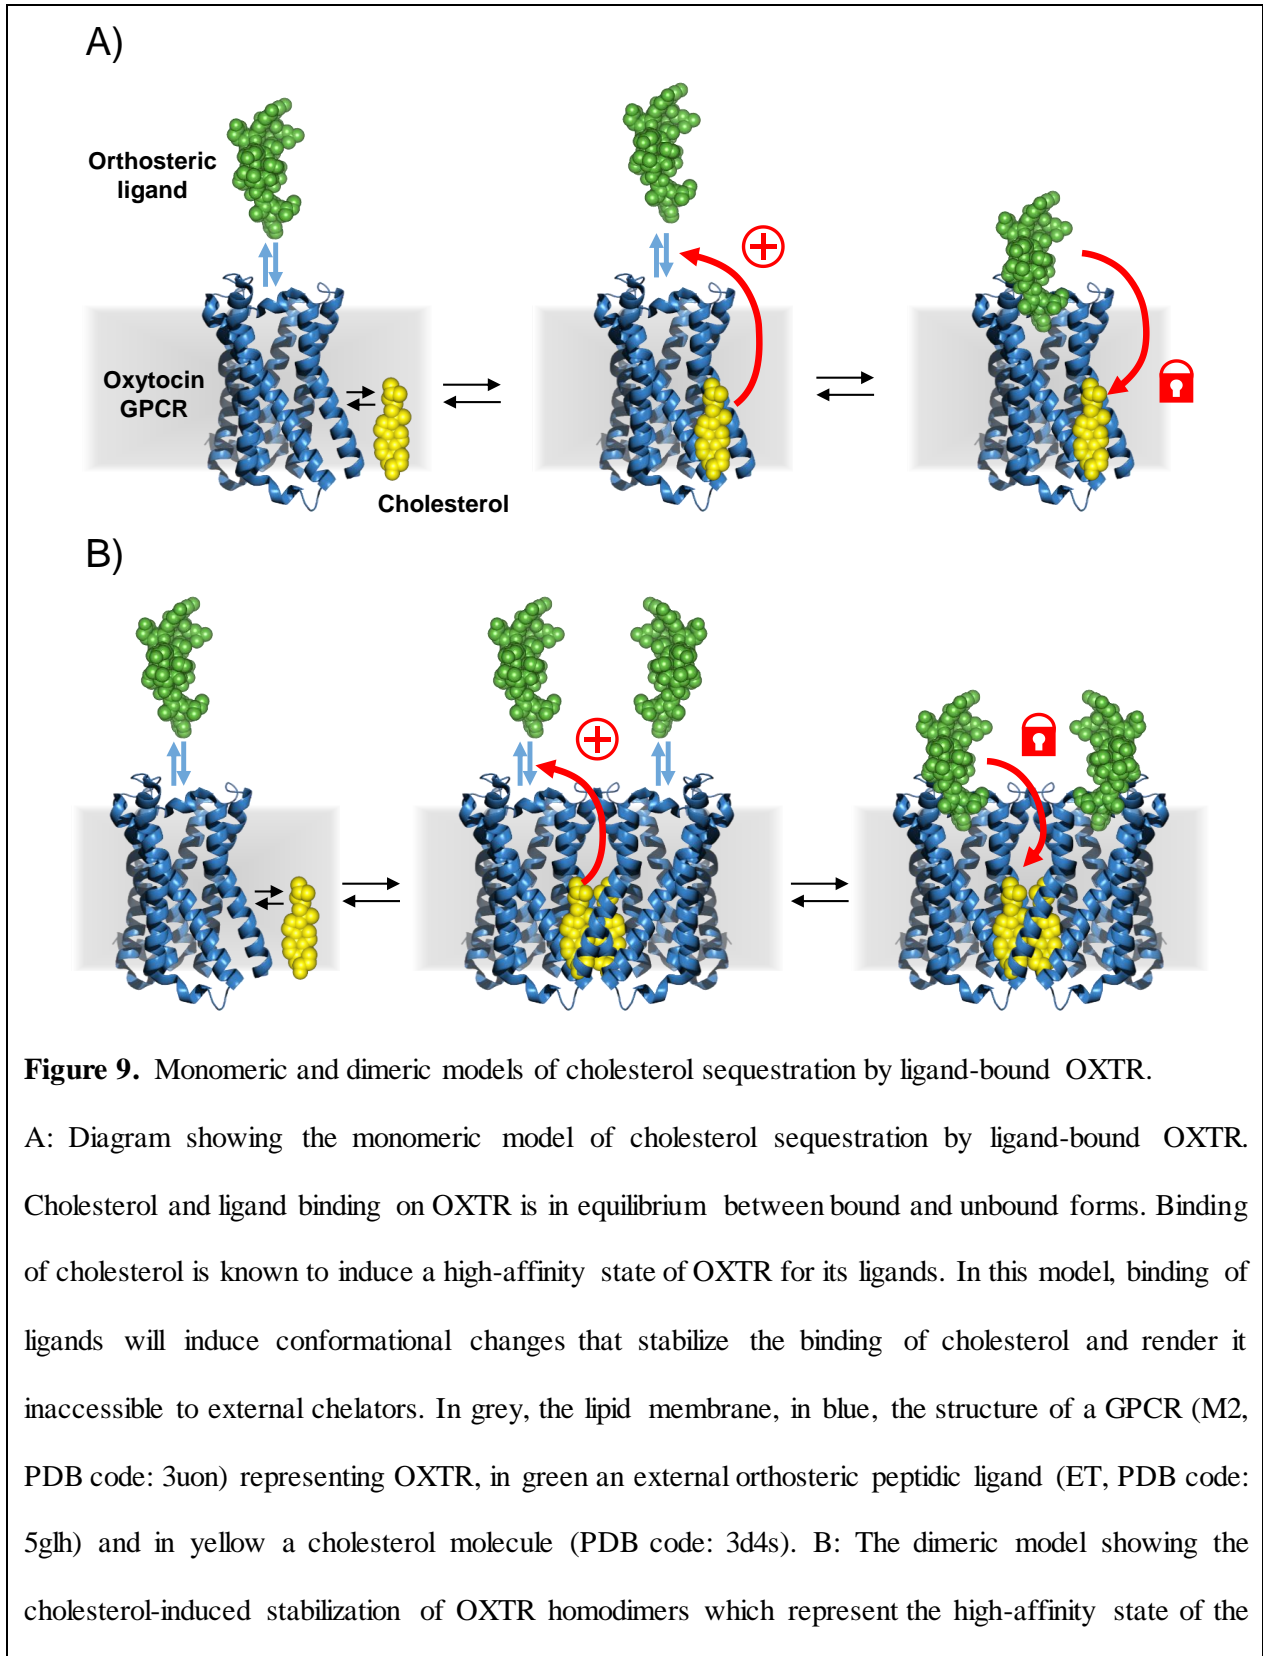 A)
Orthosteric
ligand
Oxytocin
GPCR
Cholesterol
B)
Figure 9. Monomeric and dimeric models of cholesterol sequestration by ligand-bound OXTR.
A: Diagram showing the monomeric model of cholesterol sequestration by ligand-bound OXTR.
Cholesterol and ligand binding on OXTR is in equilibrium between bound and unbound forms. Binding
of cholesterol is known to induce a high-affinity state of OXTR for its ligands. In this model, binding of
ligands will induce conformational changes that stabilize the binding of cholesterol and render it
inaccessible to external chelators. In grey, the lipid membrane, in blue, the structure of a GPCR (M2,
PDB code: 3uon) representing OXTR, in green an external orthosteric peptidic ligand (ET, PDB code:
5glh) and in yellow a cholesterol molecule (PDB code: 3d4s). B: The dimeric model showing the
cholesterol-induced stabilization of OXTR homodimers which represent the high-affinity state of the